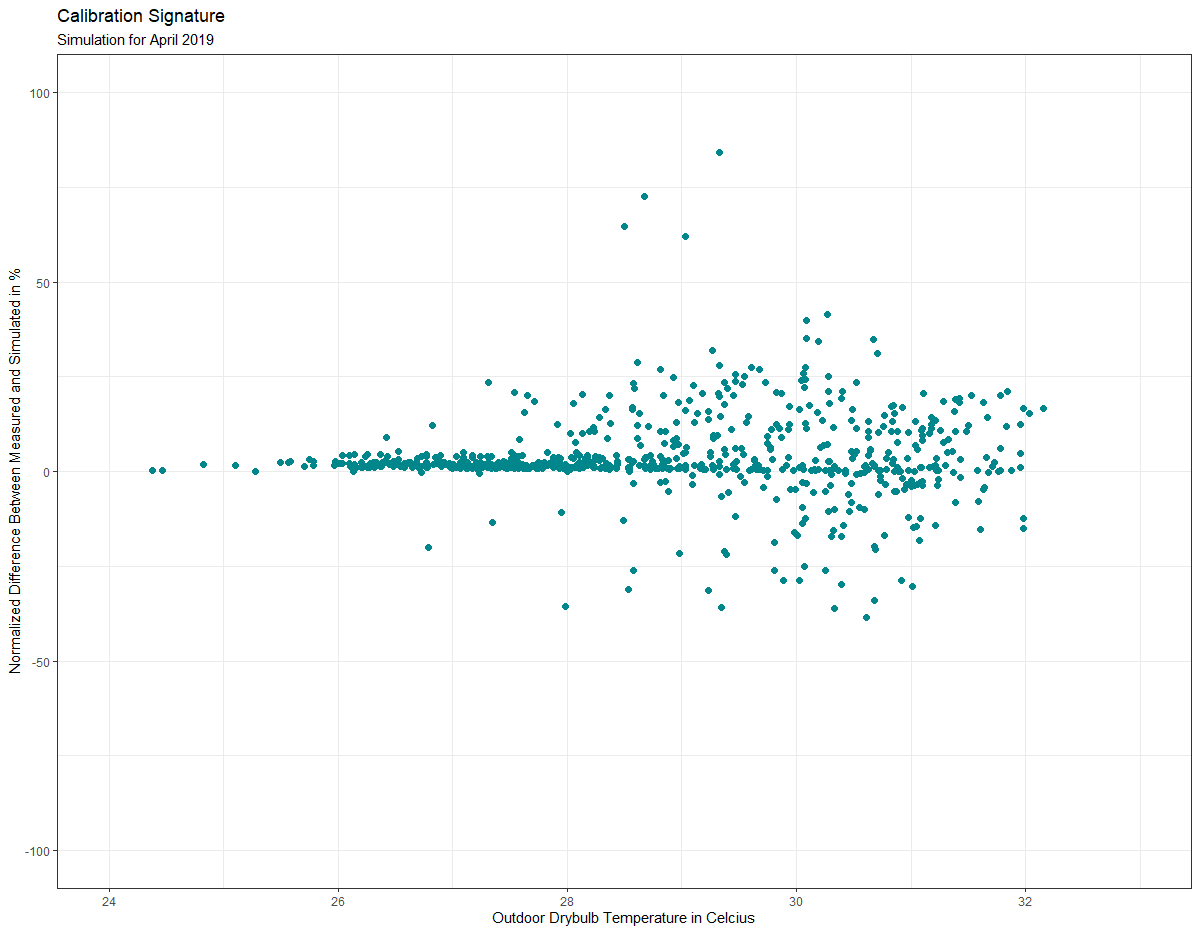 Calibration Signature
Simulation for April 2019
Normalized Difference Between Measured and Simulated in %
100
50
0
-50
-100
24
26
28
30
32
Outdoor Drybulb Temperature in Celcius